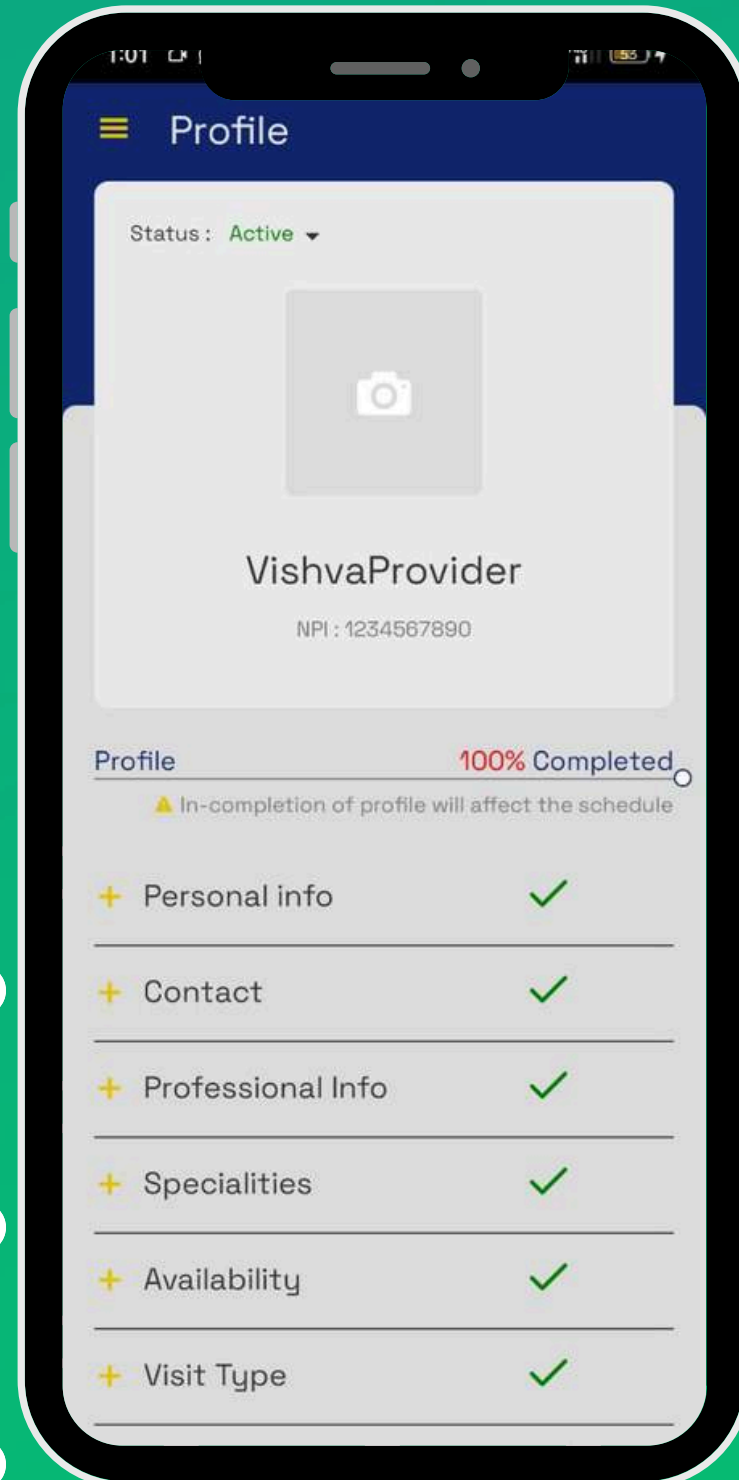 1:01
53
Profile
Status : Active
VishvaProvider
NPI : 1234567890
Profile 100% Completed
In-completion of profile will affect the schedule
Personal info
Contact
Professional Info
Specialities
Availability
Visit Type